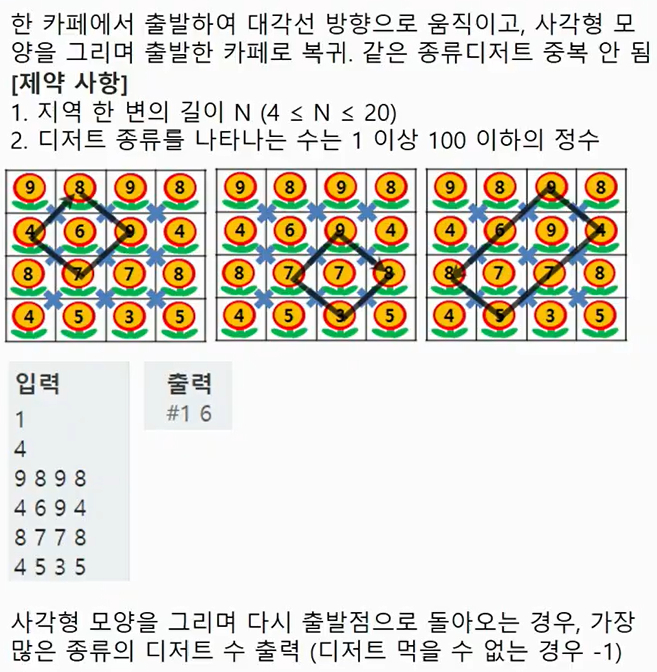 한 카페에서 출발하여 대각선 방향으로 움직이고, 사각형 모
양을 그리며 출발한 카페로 복귀. 같은 종류디저트 중복 안 됨
[제약 사항]
1. 지역 한 변의 길이 N (4 ≤ N ≤ 20)
2. 디저트 종류를 나타나는 수는 1 이상 100 이하의 정수
9 8 9 8
4 6 9 4
8 7 7 8
4 5 3 5
9 8 9 8
4 6 9 4
8 7 7 8
4 5 3 5
9 8 9 8
4 6 9 4
8 7 7 8
4 5 3 5
입력
1
4
9 8 9 8
4 6 9 4
8 7 7 8
4 5 3 5
출력
#1 6
사각형 모양을 그리며 다시 출발점으로 돌아오는 경우, 가장
많은 종류의 디저트 수 출력 (디저트 먹을 수 없는 경우 -1)